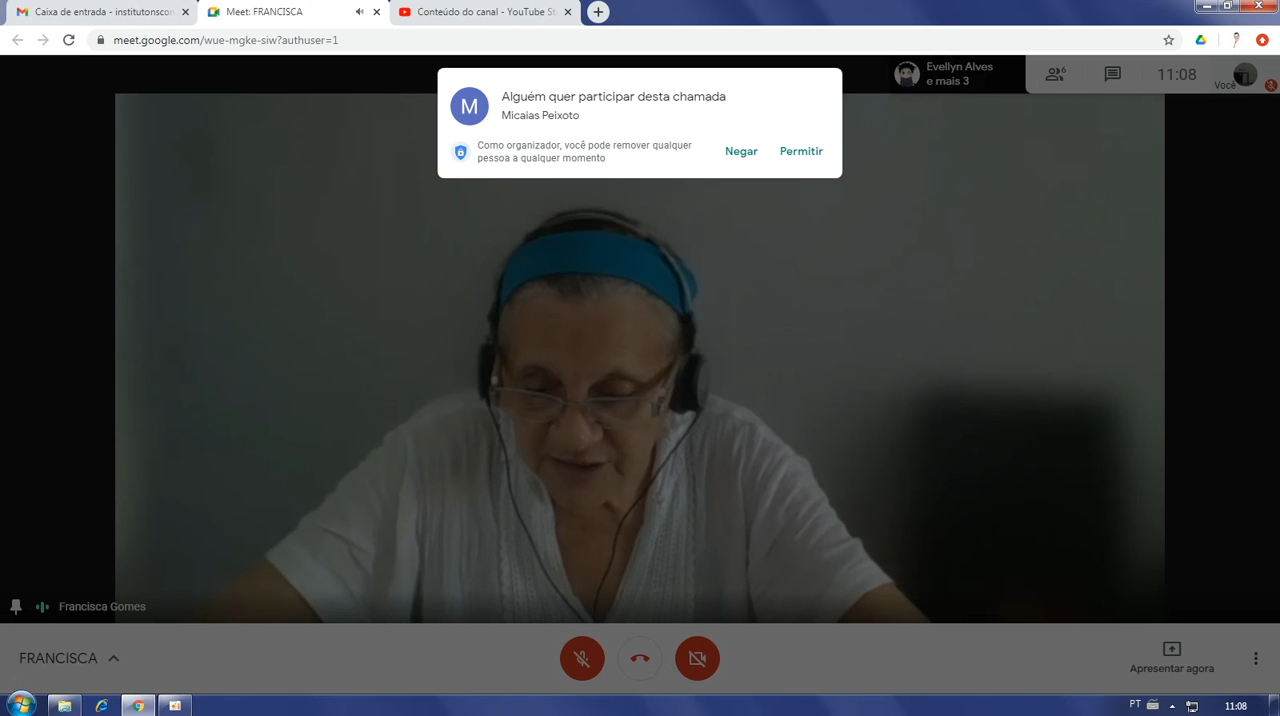 Caixa de entrada - institutonscon
Meet: FRANCISCA
Conteúdo do canal - YouTube St
meet.google.com/wue-mgke-siw?authuser=1
Evellyn Alves
e mais 3
6
11:08
Você
M
Alguém quer participar desta chamada
Micaias Peixoto
Como organizador, você pode remover qualquer
pessoa a qualquer momento
Negar
Permitir
Francisca Gomes
FRANCISCA
Apresentar agora
PT
11:08